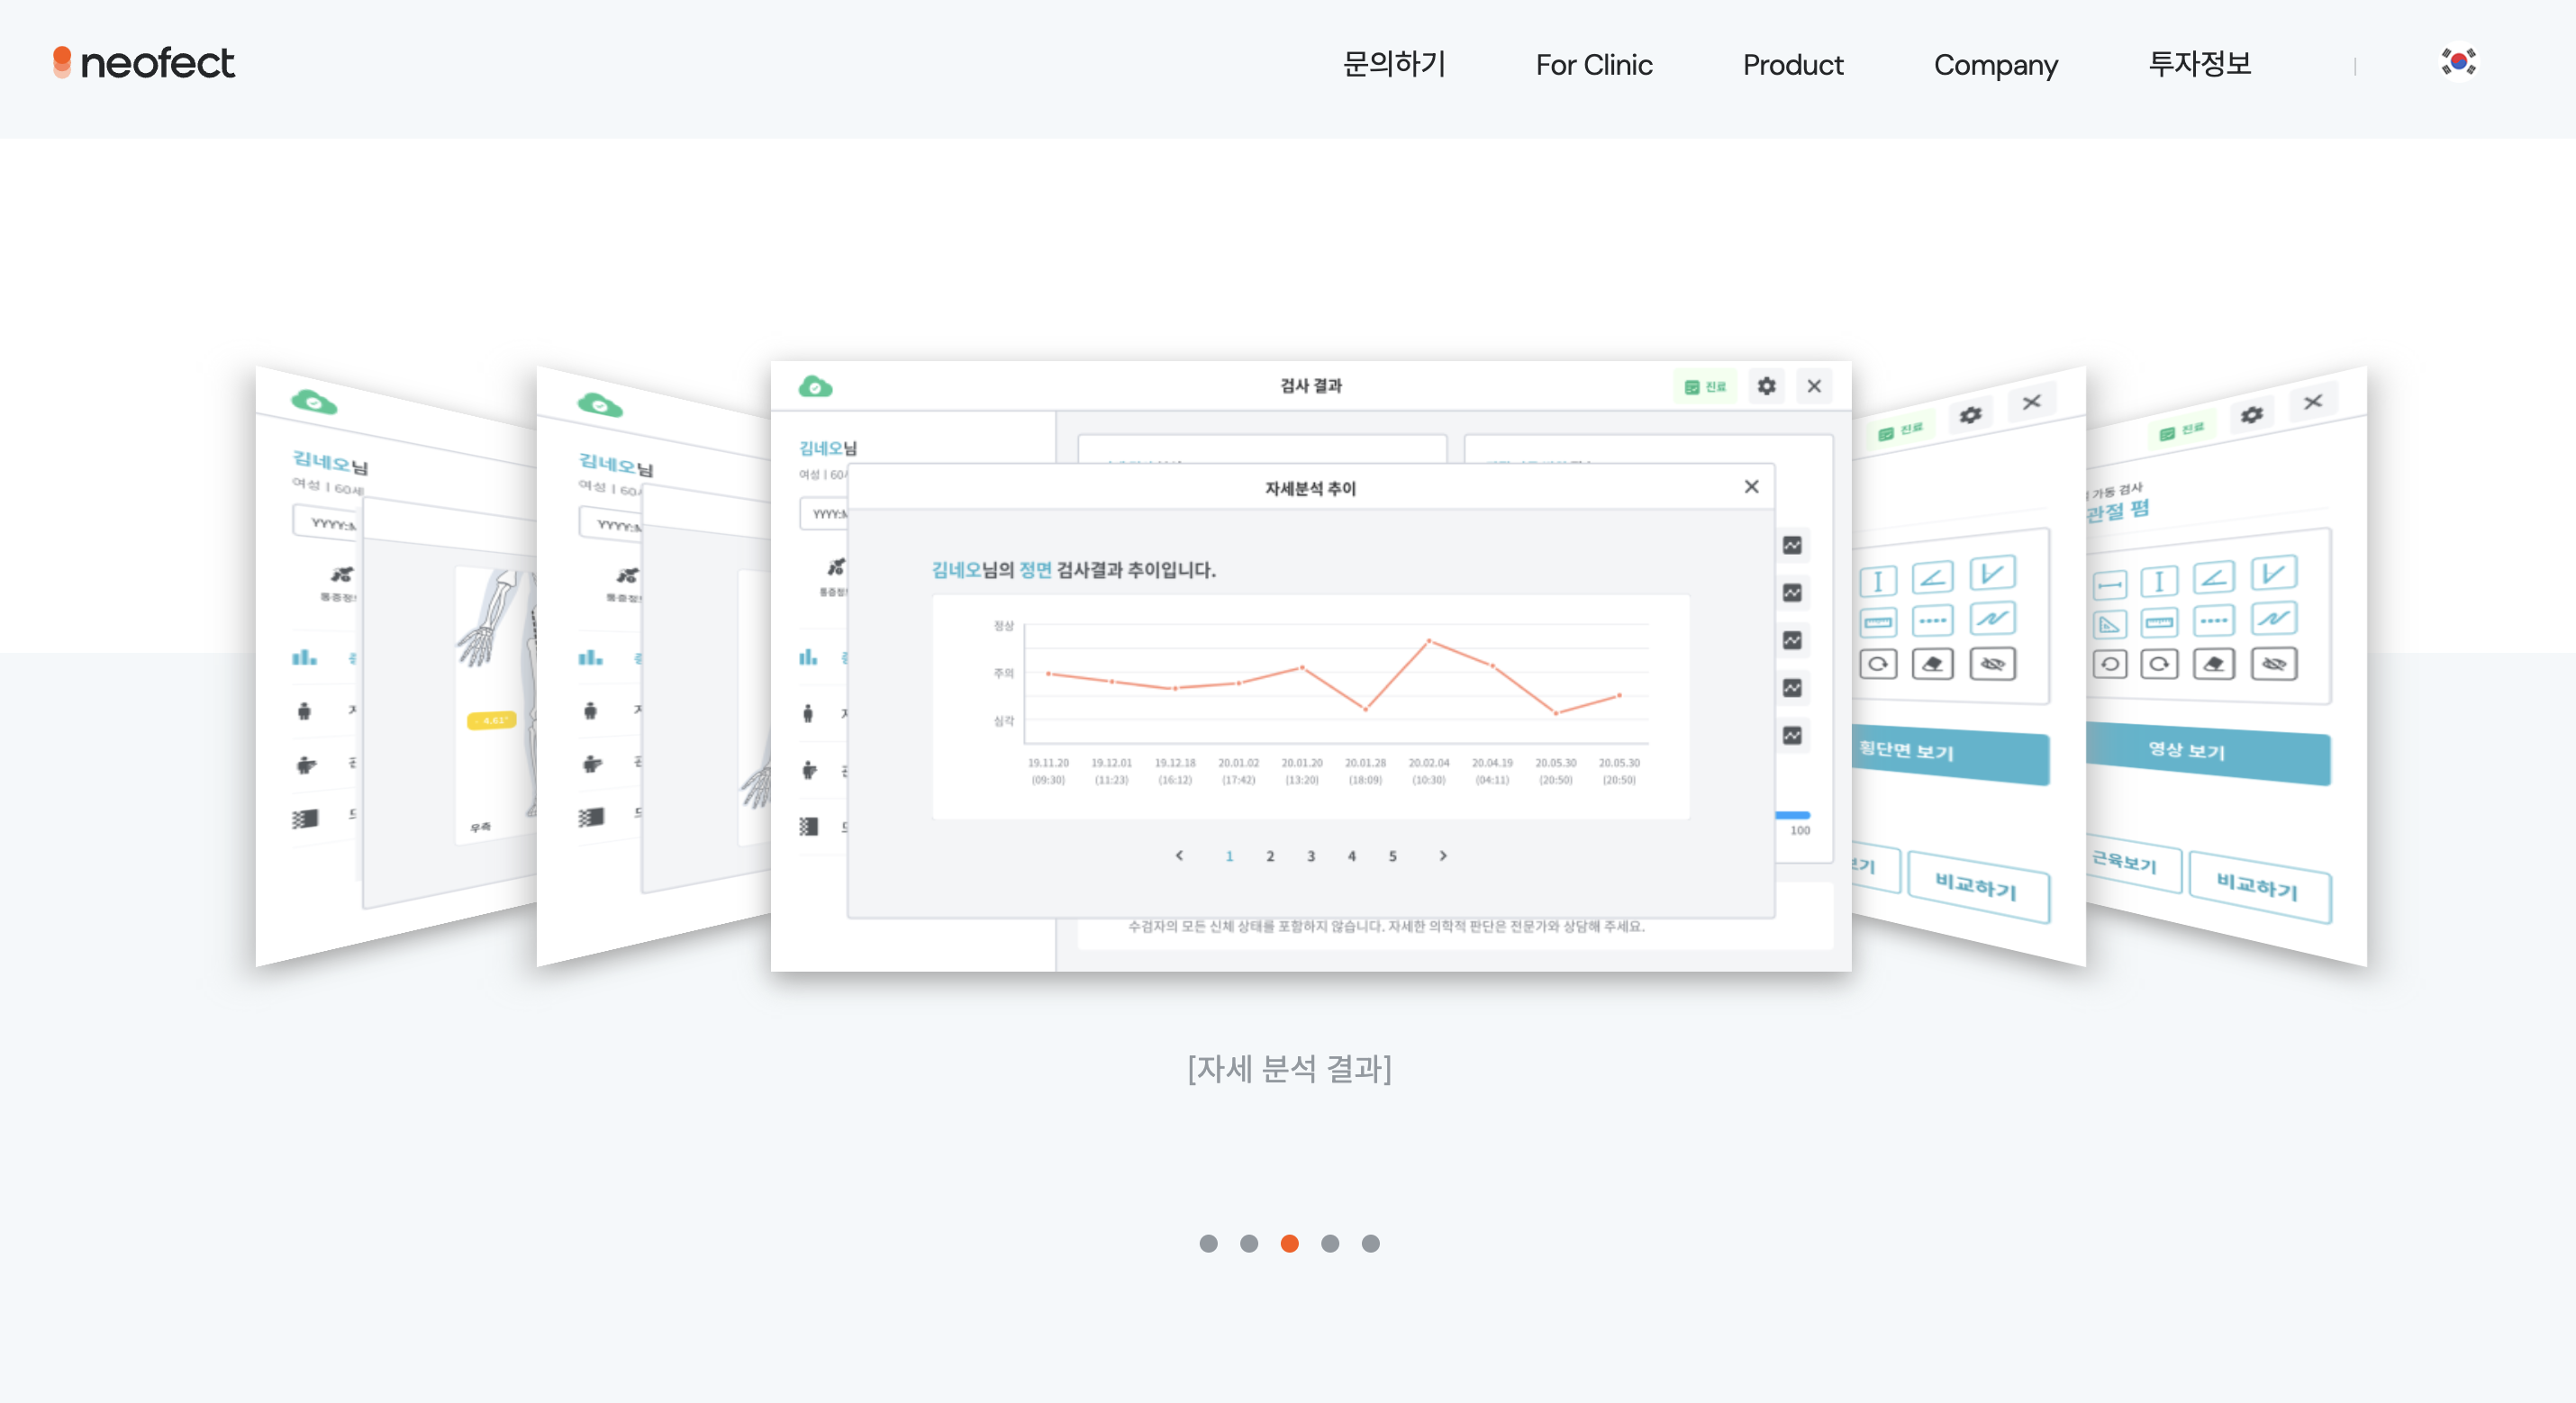 neofect
문의하기 For Clinic Product Company 투자정보
김네오님
여성 | 60세
YYYY:M
- 4.61°
우측
김네오님
여성 | 60
YYYY:M
검사 결과
진료
김네오님
여성 | 60
YYYY:M
자세분석 추이
김네오님의 정면 검사결과 추이입니다.
정상
주의
심각
19.11.20 19.12.01 19.12.18 20.01.02 20.01.20 20.01.28 20.02.04 20.04.19 20.05.30 20.05.30
(09:30) (11:23) (16:12) (17:42) (13:20) (18:09) (10:30) (04:11) (20:50) (20:50)
1 2 3 4 5
100
수검자의 모든 신체 상태를 포함하지 않습니다. 자세한 의학적 판단은 전문가와 상담해 주세요.
진료
횡단면 보기
보기 비교하기
진료
가동 검사
관절 폄
영상 보기
근육보기 비교하기
[자세 분석 결과]